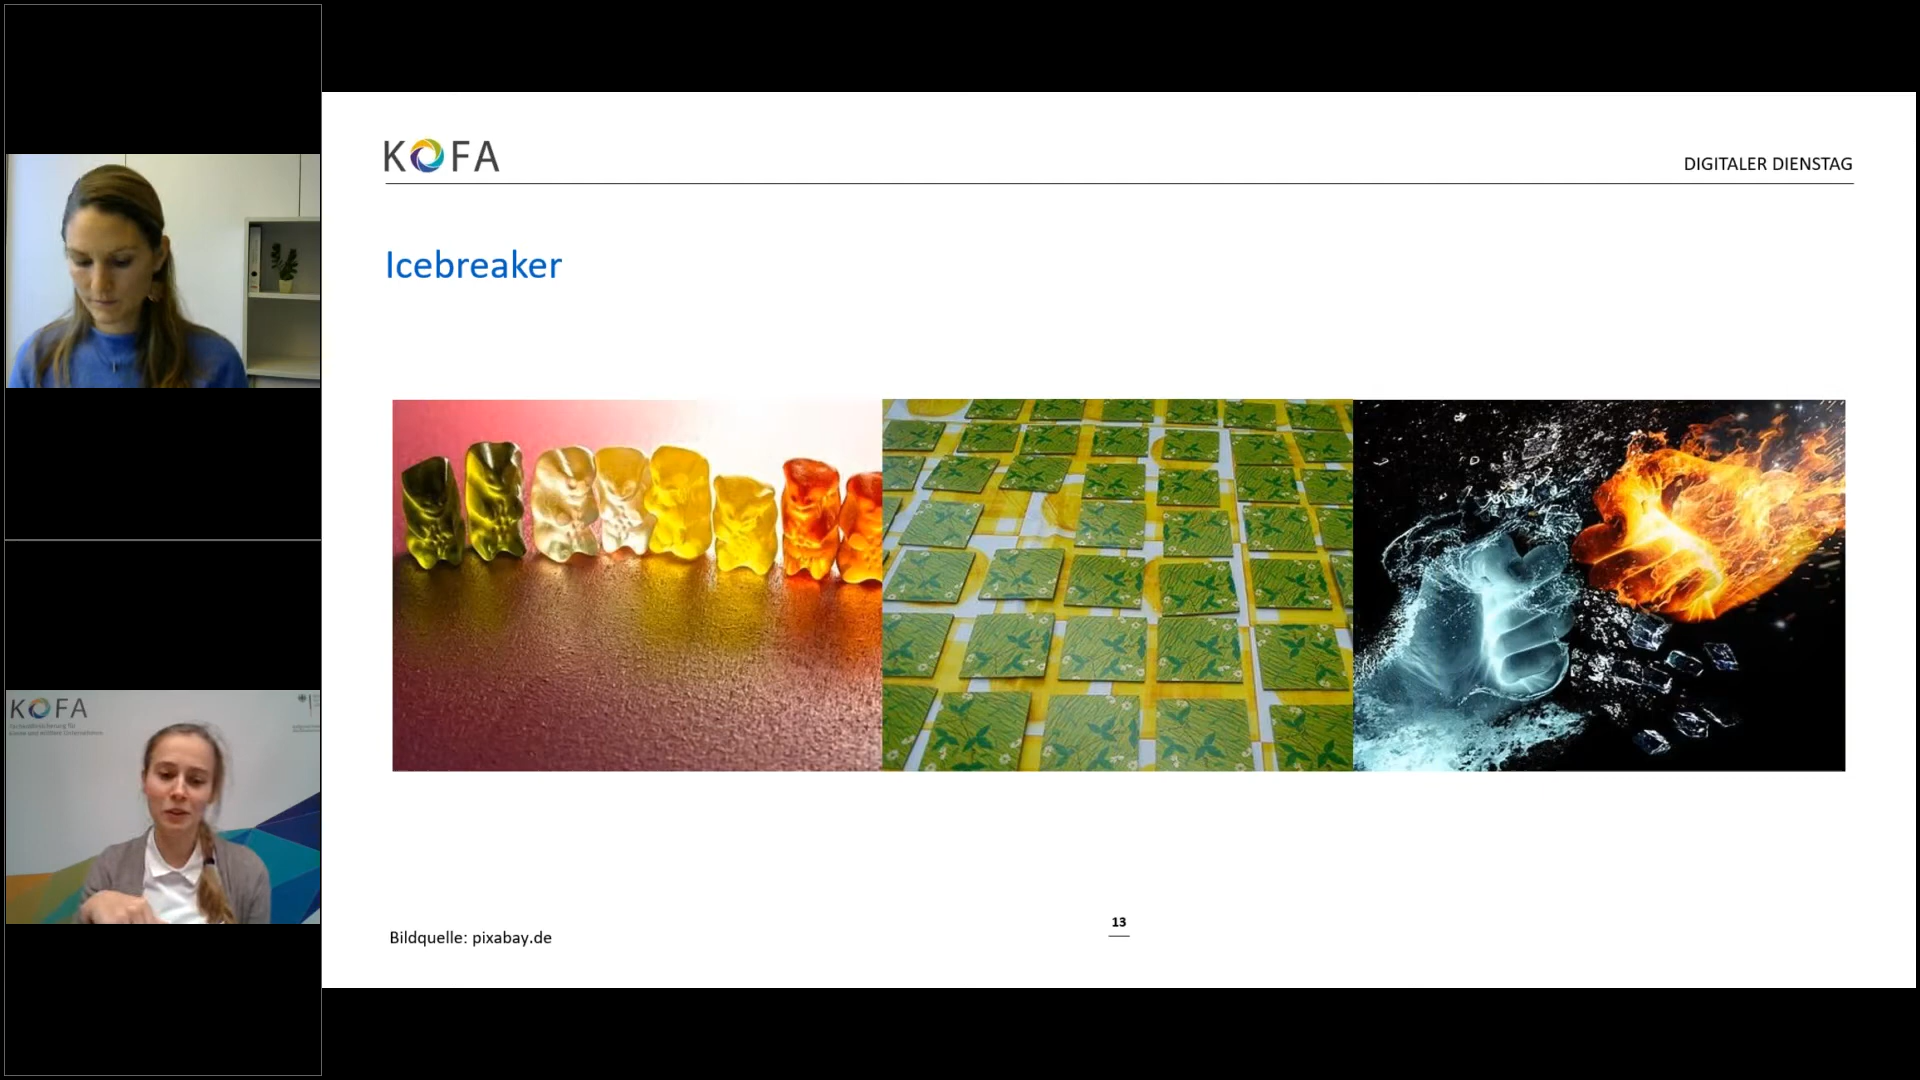 KOFA
DIGITALER DIENSTAG
Icebreaker
Bildquelle: pixabay.de
13
KOFA